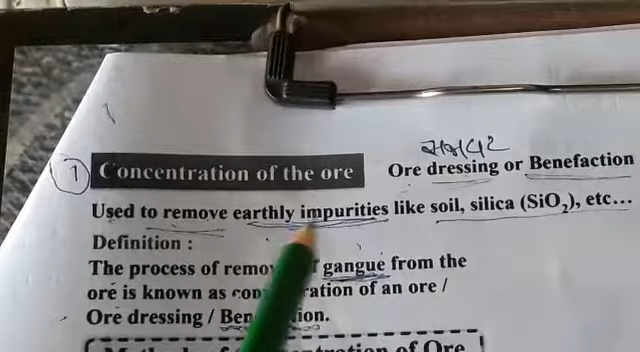 1 Concentration of the ore Ore dressing or Benefaction
Used to remove earthly impurities like soil, silica (SiO₂), etc...
Definition :
The process of remov gangue from the
ore is known as con ration of an ore /
Ore dressing / Ben ion.